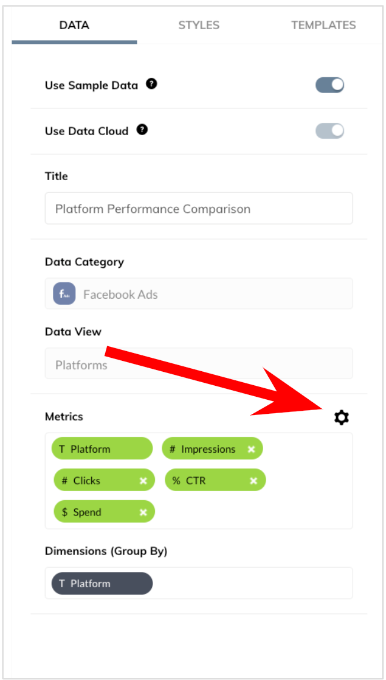 DATA STYLES TEMPLATES
Use Sample Data ?
Use Data Cloud ?
Title
Platform Performance Comparison
Data Category
Facebook Ads
Data View
Platforms
Metrics
T Platform # Impressions ×
# Clicks × % CTR ×
$ Spend ×
Dimensions (Group By)
T Platform